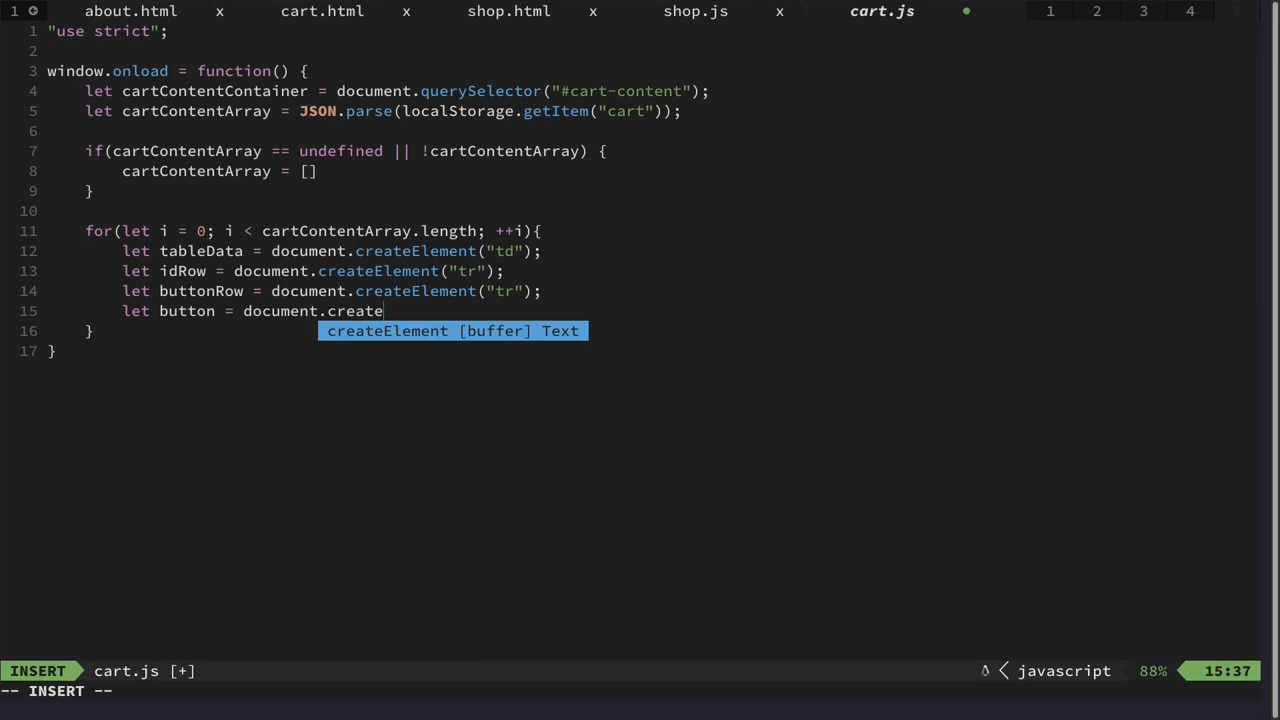 1 about.html x cart.html x shop.html x shop.js x cart.js 1 2 3 4
1 "use strict";
2
3 window.onload = function() {
4 let cartContentContainer = document.querySelector("#cart-content");
5 let cartContentArray = JSON.parse(localStorage.getItem("cart"));
6
7 if(cartContentArray == undefined || !cartContentArray) {
8 cartContentArray = []
9 }
10
11 for(let i = 0; i < cartContentArray.length; ++i){
12 let tableData = document.createElement("td");
13 let idRow = document.createElement("tr");
14 let buttonRow = document.createElement("tr");
15 let button = document.create
16 } createElement [buffer] Text
17 }
INSERT cart.js [+] javascript 88% 15:37
-- INSERT --